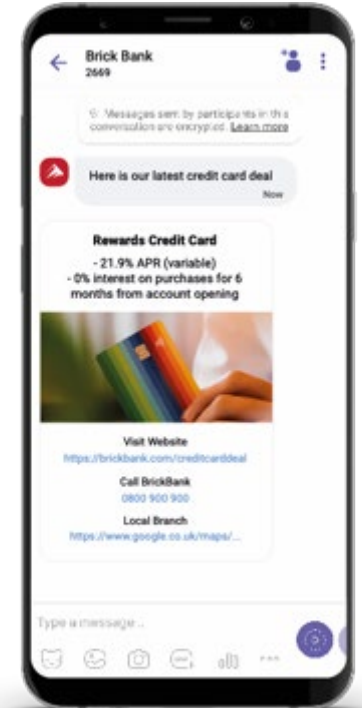 Brick Bank
2669
Messages sent by participants in this
conversation are encrypted. Learn more
Here is our latest credit card deal
Now
Rewards Credit Card
- 21.9% APR (variable)
- 0% interest on purchases for 6
months from account opening
Visit Website
https://brickbank.com/creditcarddeal
Call BrickBank
0800 900 900
Local Branch
https://www.google.co.uk/maps/...
Type a message...